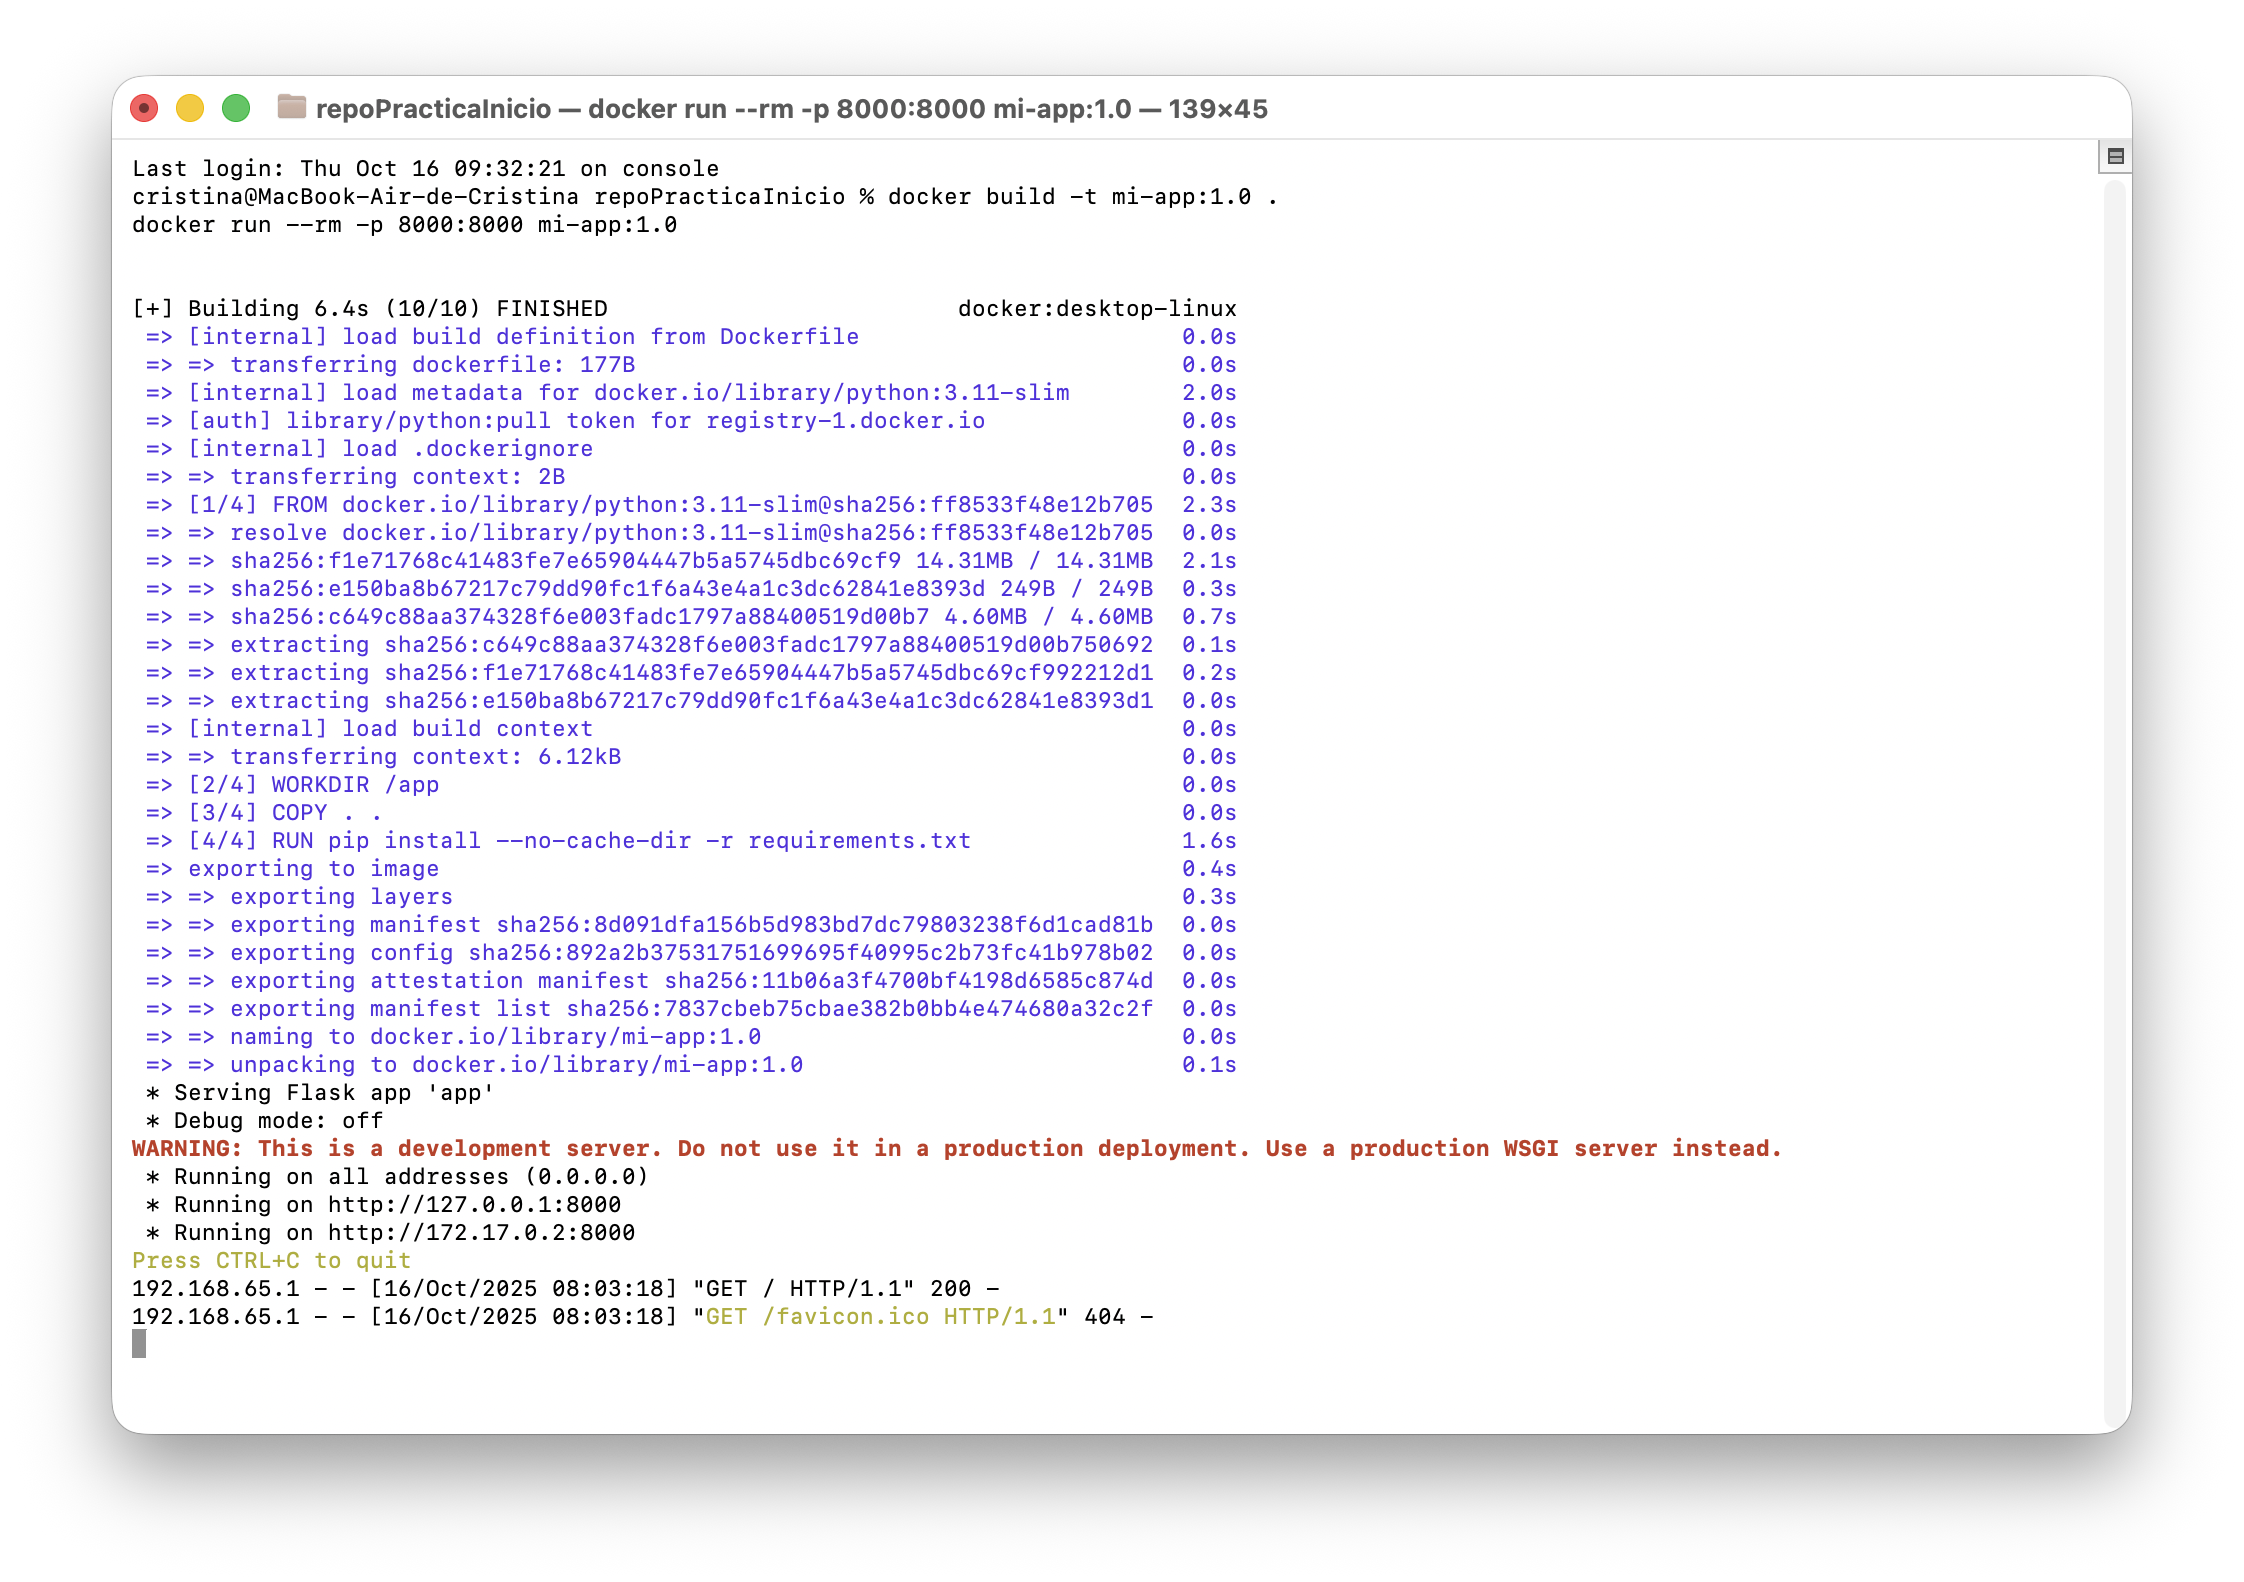 repoPracticaInicio — docker run --rm -p 8000:8000 mi-app:1.0 — 139×45
Last login: Thu Oct 16 09:32:21 on console
cristina@MacBook-Air-de-Cristina repoPracticaInicio % docker build -t mi-app:1.0 .
docker run --rm -p 8000:8000 mi-app:1.0
[+] Building 6.4s (10/10) FINISHED docker:desktop-linux
=> [internal] load build definition from Dockerfile 0.0s
=> => transferring dockerfile: 177B 0.0s
=> [internal] load metadata for docker.io/library/python:3.11-slim 2.0s
=> [auth] library/python:pull token for registry-1.docker.io 0.0s
=> [internal] load .dockerignore 0.0s
=> => transferring context: 2B 0.0s
=> [1/4] FROM docker.io/library/python:3.11-slim@sha256:ff8533f48e12b705 2.3s
=> => resolve docker.io/library/python:3.11-slim@sha256:ff8533f48e12b705 0.0s
=> => sha256:f1e71768c41483fe7e65904447b5a5745dbc69cf9 14.31MB / 14.31MB 2.1s
=> => sha256:e150ba8b67217c79dd90fc1f6a43e4a1c3dc62841e8393d 249B / 249B 0.3s
=> => sha256:c649c88aa374328f6e003fadc1797a88400519d00b7 4.60MB / 4.60MB 0.7s
=> => extracting sha256:c649c88aa374328f6e003fadc1797a88400519d00b750692 0.1s
=> => extracting sha256:f1e71768c41483fe7e65904447b5a5745dbc69cf992212d1 0.2s
=> => extracting sha256:e150ba8b67217c79dd90fc1f6a43e4a1c3dc62841e8393d1 0.0s
=> [internal] load build context 0.0s
=> => transferring context: 6.12kB 0.0s
=> [2/4] WORKDIR /app 0.0s
=> [3/4] COPY . . 0.0s
=> [4/4] RUN pip install --no-cache-dir -r requirements.txt 1.6s
=> exporting to image 0.4s
=> => exporting layers 0.3s
=> => exporting manifest sha256:8d091dfa156b5d983bd7dc79803238f6d1cad81b 0.0s
=> => exporting config sha256:892a2b37531751699695f40995c2b73fc41b978b02 0.0s
=> => exporting attestation manifest sha256:11b06a3f4700bf4198d6585c874d 0.0s
=> => exporting manifest list sha256:7837cbeb75cbae382b0bb4e474680a32c2f 0.0s
=> => naming to docker.io/library/mi-app:1.0 0.0s
=> => unpacking to docker.io/library/mi-app:1.0 0.1s
* Serving Flask app 'app'
* Debug mode: off
WARNING: This is a development server. Do not use it in a production deployment. Use a production WSGI server instead.
* Running on all addresses (0.0.0.0)
* Running on http://127.0.0.1:8000
* Running on http://172.17.0.2:8000
Press CTRL+C to quit
192.168.65.1 - - [16/Oct/2025 08:03:18] "GET / HTTP/1.1" 200 -
192.168.65.1 - - [16/Oct/2025 08:03:18] "GET /favicon.ico HTTP/1.1" 404 -